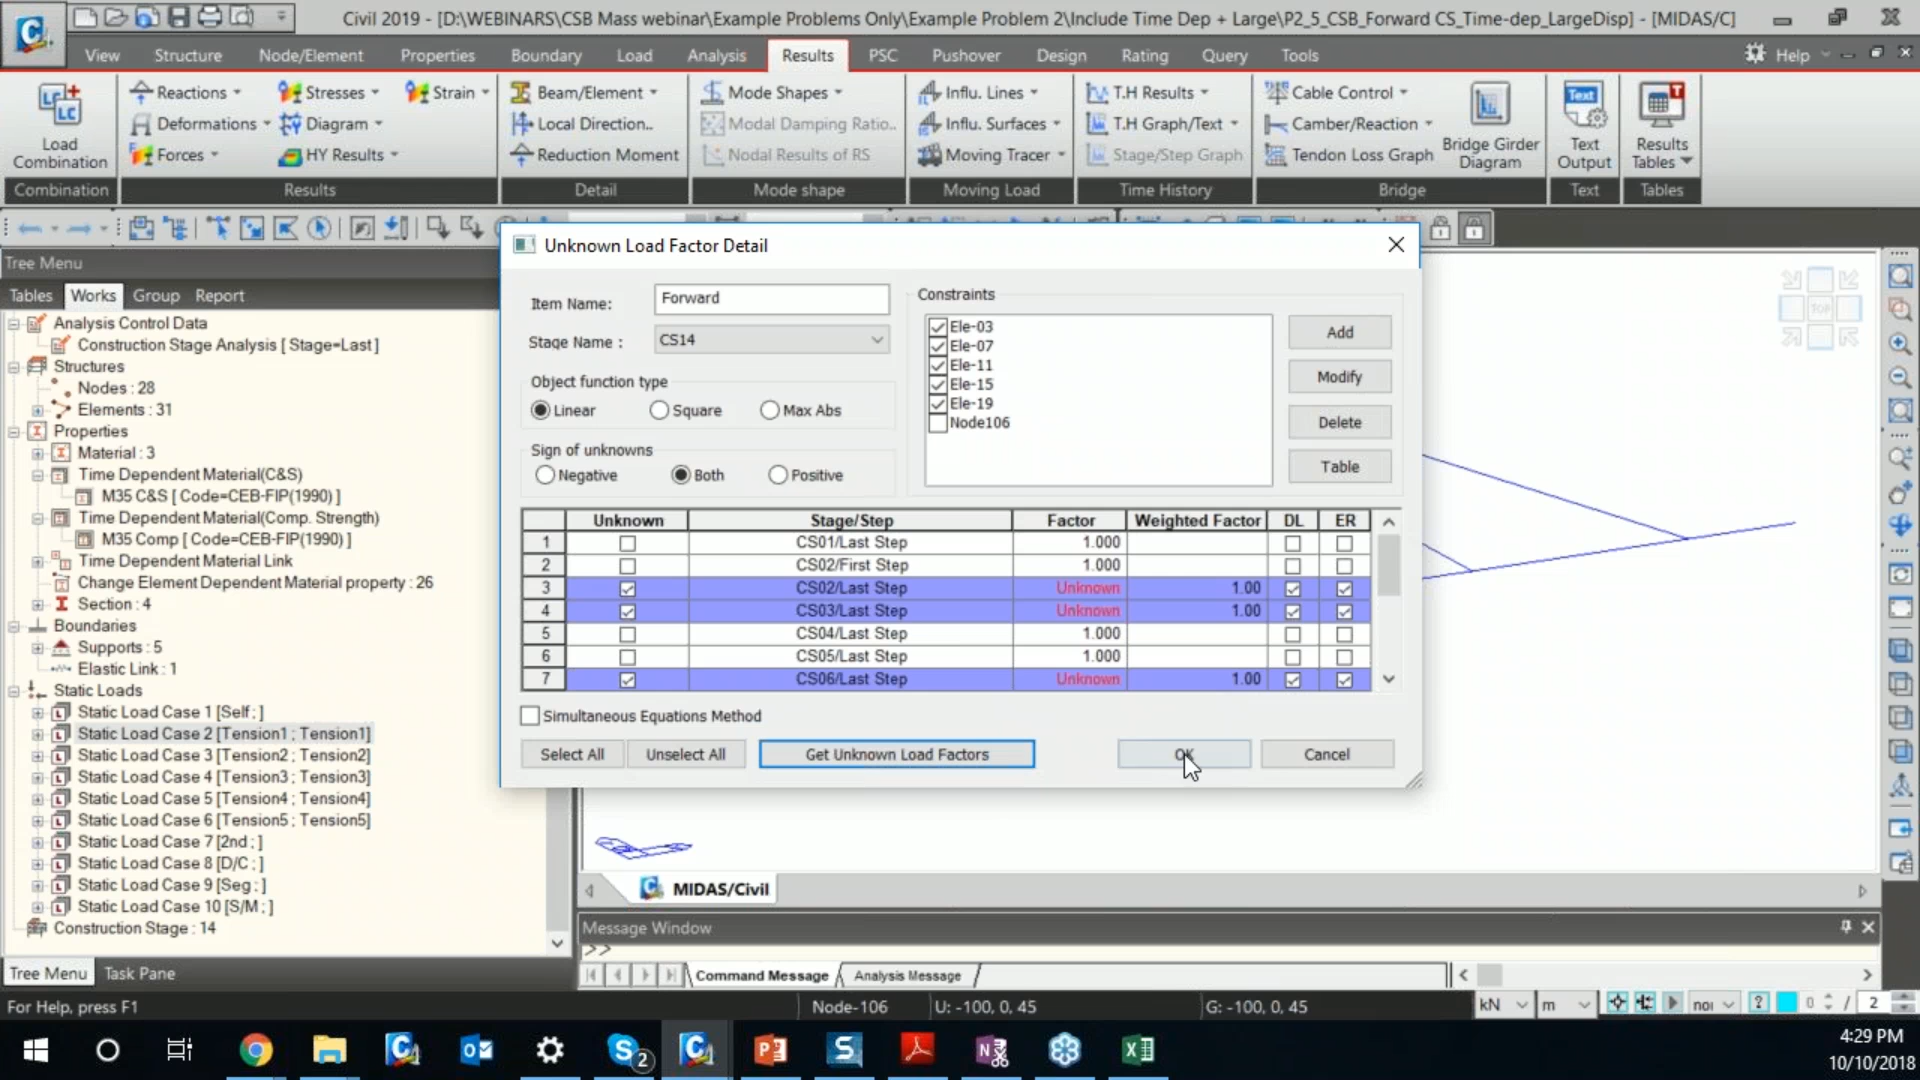 Civil 2019 - [D:\WEBINARS\CSB Mass webinar\Example Problems Only\Example Problem 2\Include Time Dep + Large\P2_5_CSB_Forward CS_Time-dep_LargeDisp] - [MIDAS/C]
View Structure Node/Element Properties Boundary Load Analysis Results PSC Pushover Design Rating Query Tools Help
Reactions Stresses Strain Beam/Element Mode Shapes Influ. Lines T.H Results Cable Control
Deformations Diagram Local Direction.. Modal Damping Ratio.. Influ. Surfaces T.H Graph/Text Camber/Reaction
Forces HY Results Reduction Moment Nodal Results of RS Moving Tracer Stage/Step Graph Tendon Loss Graph
Load Combination
Bridge Girder Diagram
Text Output
Results Tables
Combination Results Detail Mode shape Moving Load Time History Bridge Text Tables
Tree Menu
Tables Works Group Report
Analysis Control Data
Construction Stage Analysis [ Stage=Last ]
Structures
Nodes : 28
Elements : 31
Properties
Material : 3
Time Dependent Material(C&S)
M35 C&S [ Code=CEB-FIP(1990) ]
Time Dependent Material(Comp. Strength)
M35 Comp [ Code=CEB-FIP(1990) ]
Time Dependent Material Link
Change Element Dependent Material property : 26
Section : 4
Boundaries
Supports : 5
Elastic Link : 1
Static Loads
Static Load Case 1 [Self ; ]
Static Load Case 2 [Tension1 ; Tension1]
Static Load Case 3 [Tension2 ; Tension2]
Static Load Case 4 [Tension3 ; Tension3]
Static Load Case 5 [Tension4 ; Tension4]
Static Load Case 6 [Tension5 ; Tension5]
Static Load Case 7 [2nd ; ]
Static Load Case 8 [D/C ; ]
Static Load Case 9 [Seg ; ]
Static Load Case 10 [S/M ; ]
Construction Stage : 14
Tree Menu Task Pane
Unknown Load Factor Detail
Item Name: Forward
Stage Name : CS14
Object function type
Linear Square Max Abs
Sign of unknowns
Negative Both Positive
Constraints
Ele-03
Ele-07
Ele-11
Ele-15
Ele-19
Node106
Add
Modify
Delete
Table
Unknown Stage/Step Factor Weighted Factor DL ER
1 CS01/Last Step 1.000
2 CS02/First Step 1.000
3 CS02/Last Step Unknown 1.00
4 CS03/Last Step Unknown 1.00
5 CS04/Last Step 1.000
6 CS05/Last Step 1.000
7 CS06/Last Step Unknown 1.00
Simultaneous Equations Method
Select All Unselect All Get Unknown Load Factors OK Cancel
TOP
MIDAS/Civil
Message Window
>>
Command Message Analysis Message
For Help, press F1 Node-106 U: -100, 0, 45 G: -100, 0, 45 kN m nor ? 0 / 2
4:29 PM
10/10/2018